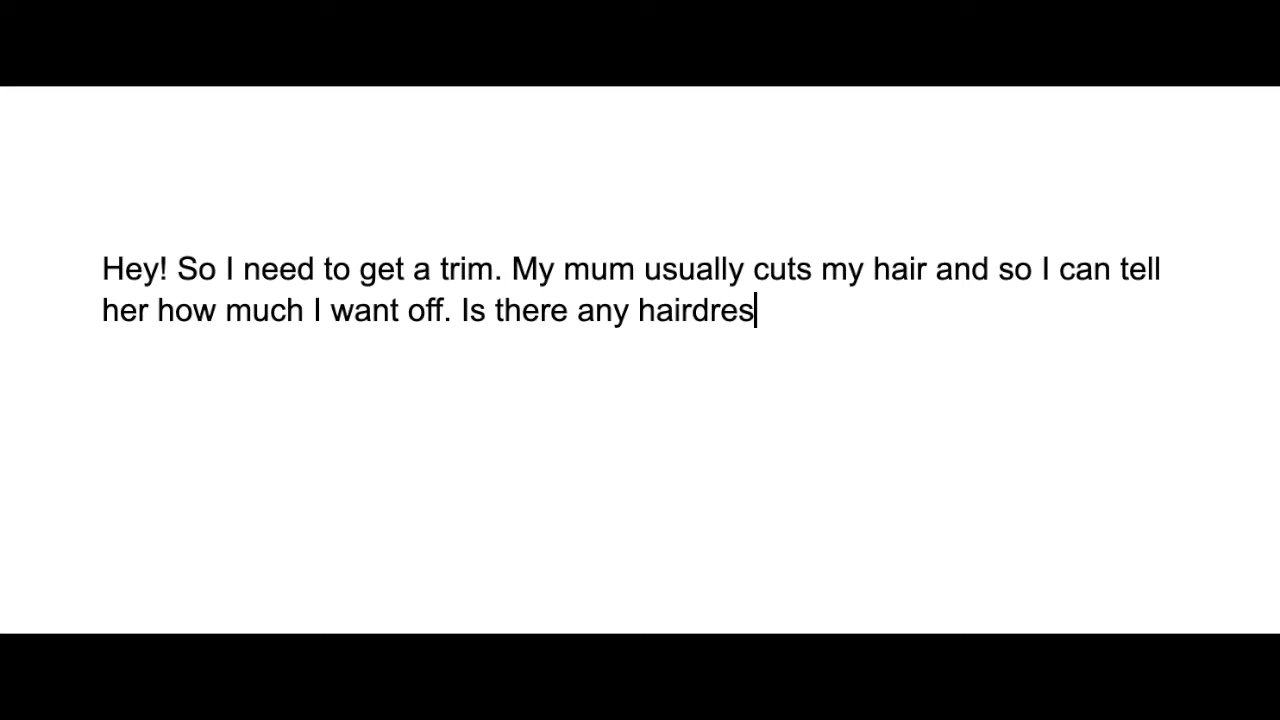 Hey! So I need to get a trim. My mum usually cuts my hair and so I can tell
her how much I want off. Is there any hairdres